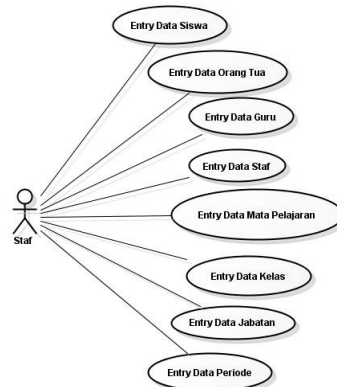 Entry Data Siswa
Entry Data Orang Tua
Entry Data Guru
Entry Data Staf
Staf
Entry Data Mata Pelajaran
Entry Data Kelas
Entry Data Jabatan
Entry Data Periode